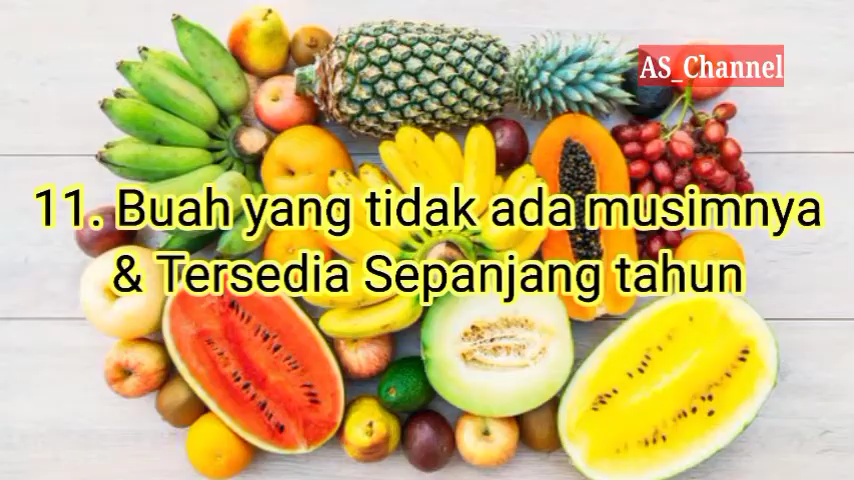 AS_Channel
11. Buah yang tidak ada musimnya
& Tersedia Sepanjang tahun